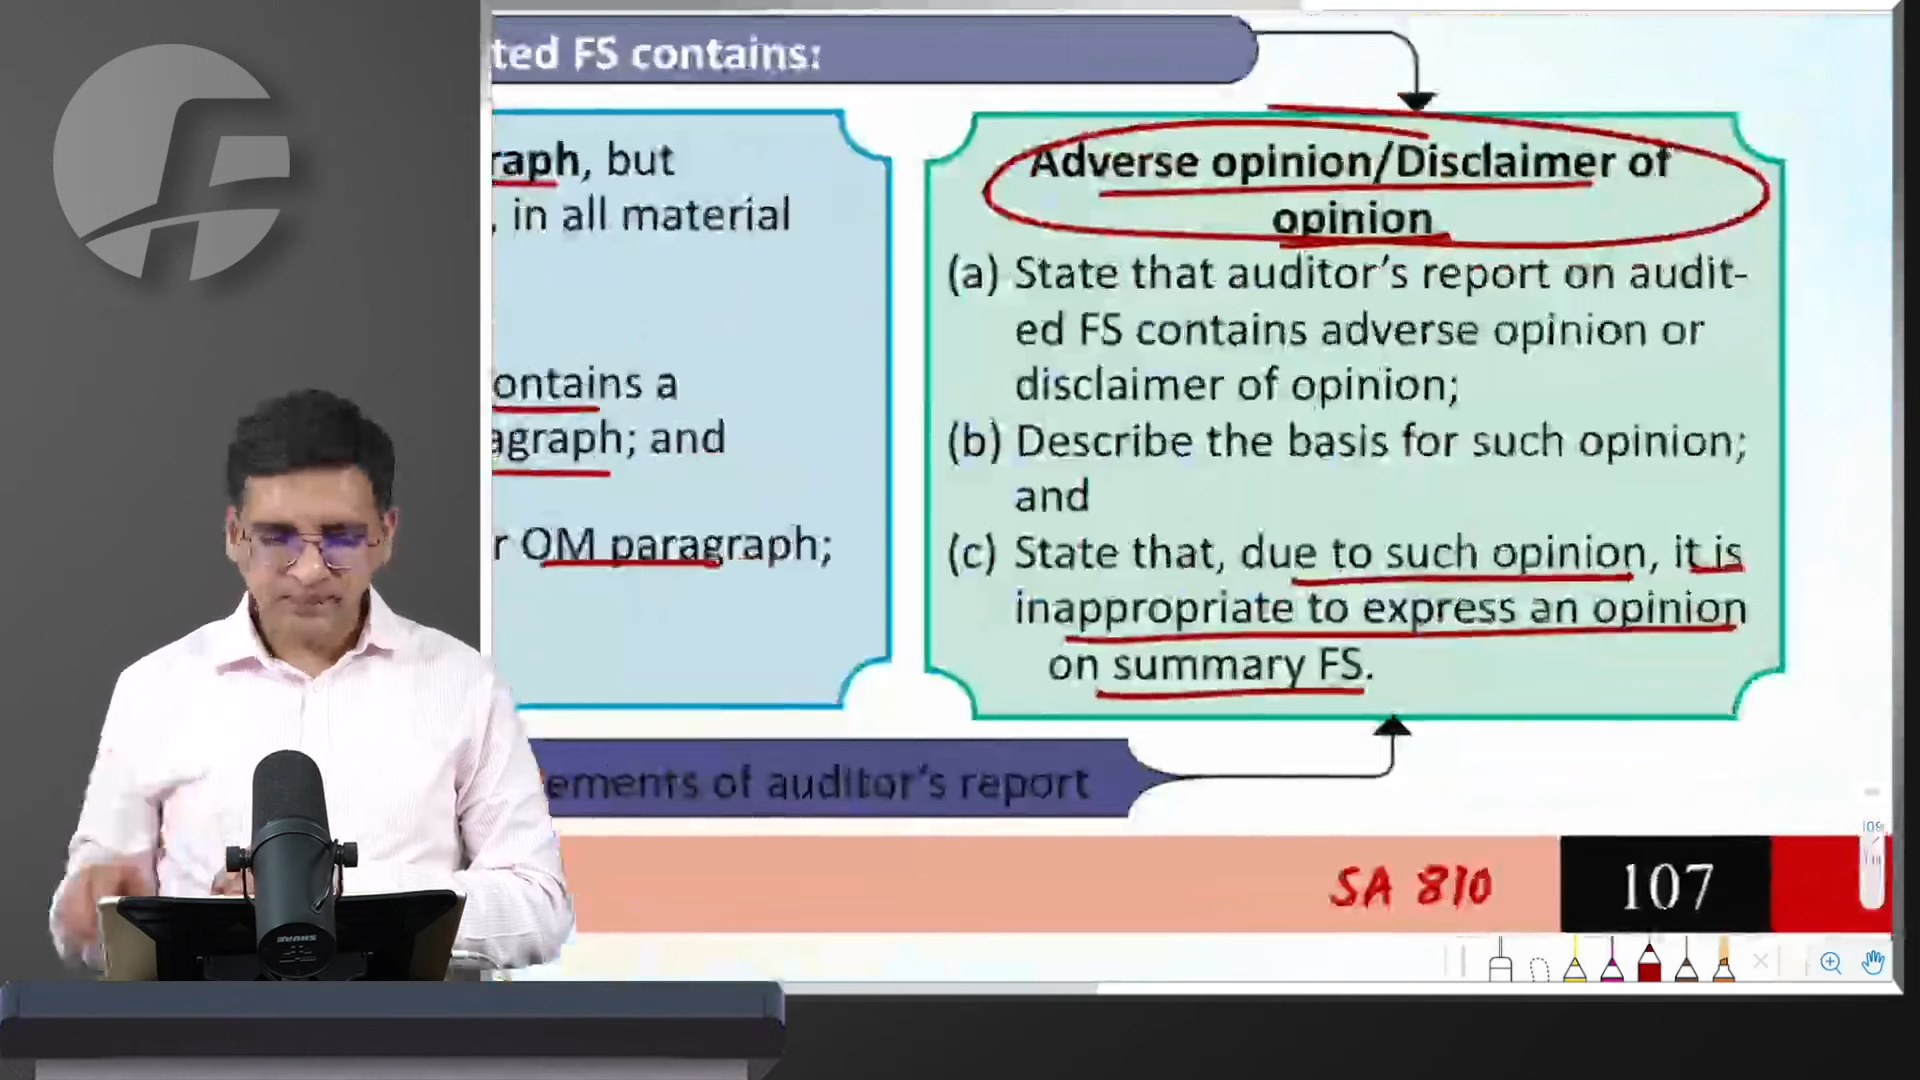 ted FS contains:
raph, but
, in all material
ontains a
agraph; and
r OM paragraph;
Adverse opinion/Disclaimer of
opinion
(a) State that auditor's report on audit-
ed FS contains adverse opinion or
disclaimer of opinion;
(b) Describe the basis for such opinion;
and
(c) State that, due to such opinion, it is
inappropriate to express an opinion
on summary FS.
ements of auditor's report
SA 810
107
SHURE